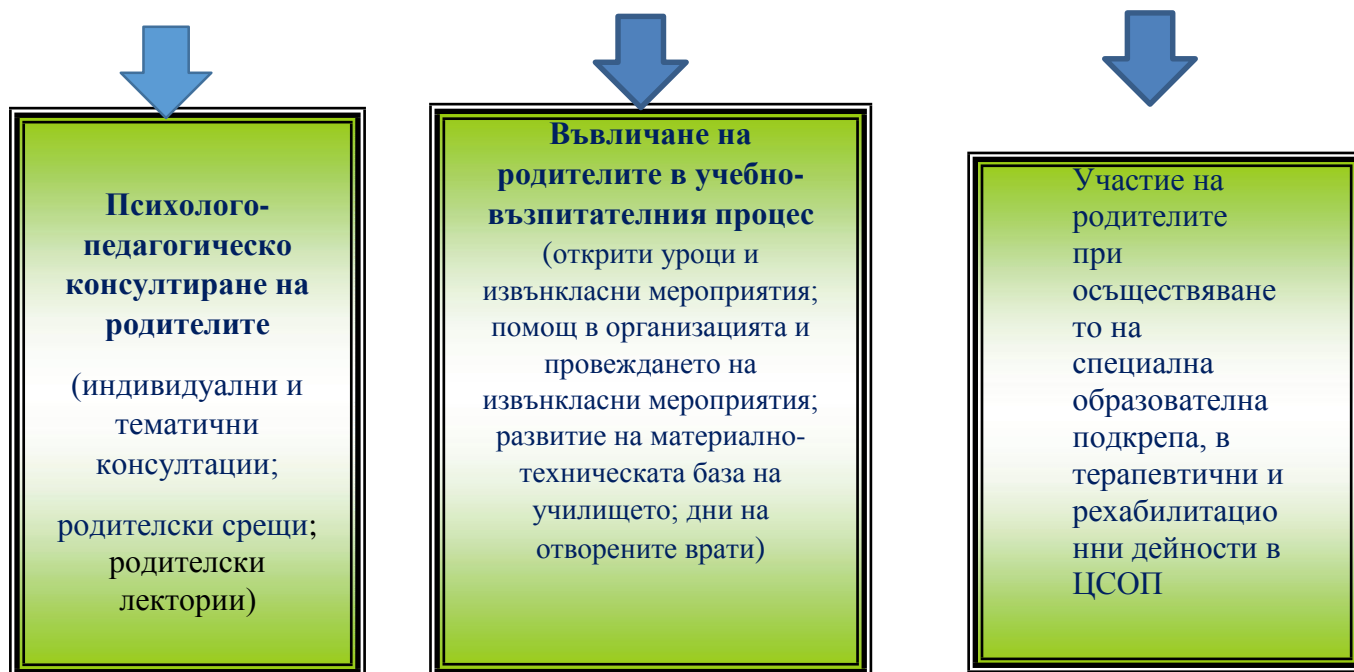 Психолого-
педагогическо
консултиране на
родителите
(индивидуални и
тематични
консултации;
родителски срещи;
родителски
лектории)
Въвличане на
родителите в учебно-
възпитателния процес
(открити уроци и
извънкласни мероприятия;
помощ в организацията и
провеждането на
извънкласни мероприятия;
развитие на материално-
техническата база на
училището; дни на
отворените врати)
Участие на
родителите
при
осъществяване
то на
специална
образователна
подкрепа, в
терапевтични и
рехабилитацио
нни дейности в
ЦСОП